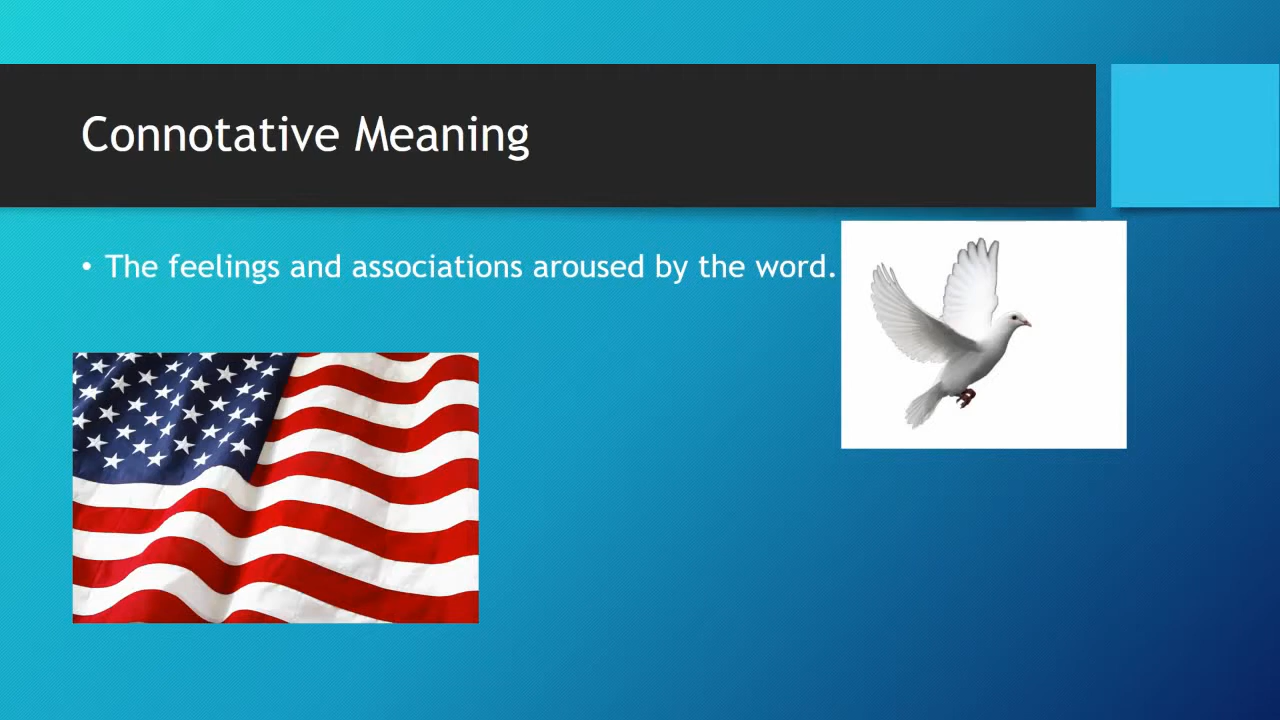 Connotative Meaning
• The feelings and associations aroused by the word.